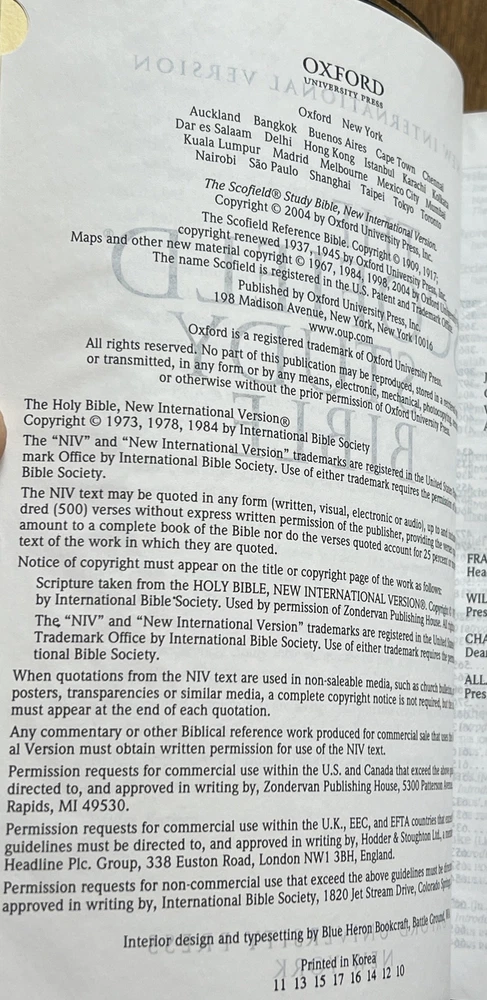 OXFORD
UNIVERSITY PRESS
Oxford New York
Auckland Bangkok Buenos Aires Cape Town Chennai
Dar es Salaam Delhi Hong Kong Istanbul Karachi Kolkata
Kuala Lumpur Madrid Melbourne Mexico City Mumbai
Nairobi São Paulo Shanghai Taipei Tokyo Toronto
The Scofield® Study Bible, New International Version,
Copyright © 2004 by Oxford University Press, Inc.
The Scofield Reference Bible. Copyright © 1909, 1917;
copyright renewed 1937, 1945 by Oxford University Press, Inc.
Maps and other new material copyright © 1967, 1984, 1998, 2004 by Oxford University
The name Scofield is registered in the U.S. Patent and Trademark Office
Published by Oxford University Press, Inc.
198 Madison Avenue, New York, New York 10016
www.oup.com
Oxford is a registered trademark of Oxford University Press
All rights reserved. No part of this publication may be reproduced, stored in a
or transmitted, in any form or by any means, electronic, mechanical, photocopying,
or otherwise without the prior permission of Oxford University Press.
The Holy Bible, New International Version®
Copyright © 1973, 1978, 1984 by International Bible Society
The “NIV” and “New International Version” trademarks are registered in the United
mark Office by International Bible Society. Use of either trademark requires the permission
Bible Society.
The NIV text may be quoted in any form (written, visual, electronic or audio), up to and
dred (500) verses without express written permission of the publisher, providing the verses
amount to a complete book of the Bible nor do the verses quoted account for 25 percent
text of the work in which they are quoted.
Notice of copyright must appear on the title or copyright page of the work as follows:
Scripture taken from the HOLY BIBLE, NEW INTERNATIONAL VERSION®. Copyright ©
by International Bible Society. Used by permission of Zondervan Publishing House. All
The “NIV” and “New International Version” trademarks are registered in the United
Trademark Office by International Bible Society. Use of either trademark requires the
tional Bible Society.
When quotations from the NIV text are used in non-saleable media, such as church bulletins,
posters, transparencies or similar media, a complete copyright notice is not required, but
must appear at the end of each quotation.
Any commentary or other Biblical reference work produced for commercial sale that uses
al Version must obtain written permission for use of the NIV text.
Permission requests for commercial use within the U.S. and Canada that exceed the above
directed to, and approved in writing by, Zondervan Publishing House, 5300 Patterson Avenue
Rapids, MI 49530.
Permission requests for commercial use within the U.K., EEC, and EFTA countries that
guidelines must be directed to, and approved in writing by, Hodder & Stoughton Ltd., a
Headline Plc. Group, 338 Euston Road, London NW1 3BH, England.
Permission requests for non-commercial use that exceed the above guidelines must be
approved in writing by, International Bible Society, 1820 Jet Stream Drive, Colorado
Interior design and typesetting by Blue Heron Bookcraft, Battle Ground,
Printed in Korea
11 13 15 17 16 14 12 10
FRA
Hea
WIL
Pres
CHA
Dean
ALL
Pres